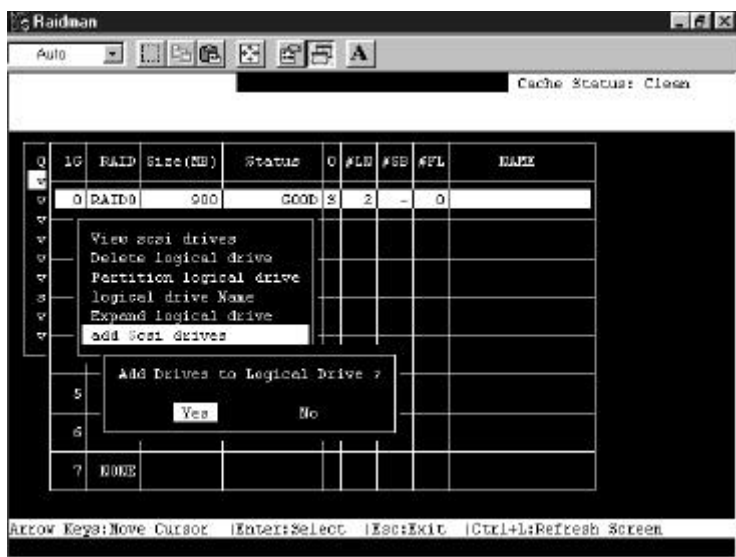 Raidman
Auto
A
Cache Status: Clean
Q LG RAID Size(MB) Status O #LN #SB #FL NAME
v
v 0 RAID0 900 GOOD S 2 - 0
v
v View scsi drives
v Delete logical drive
v Partition logical drive
s logical drive Name
v Expand logical drive
v add Scsi drives
Add Drives to Logical Drive ?
5
Yes No
6
7 NONE
Arrow Keys:Move Cursor |Enter:Select |Esc:Exit |Ctrl+L:Refresh Screen